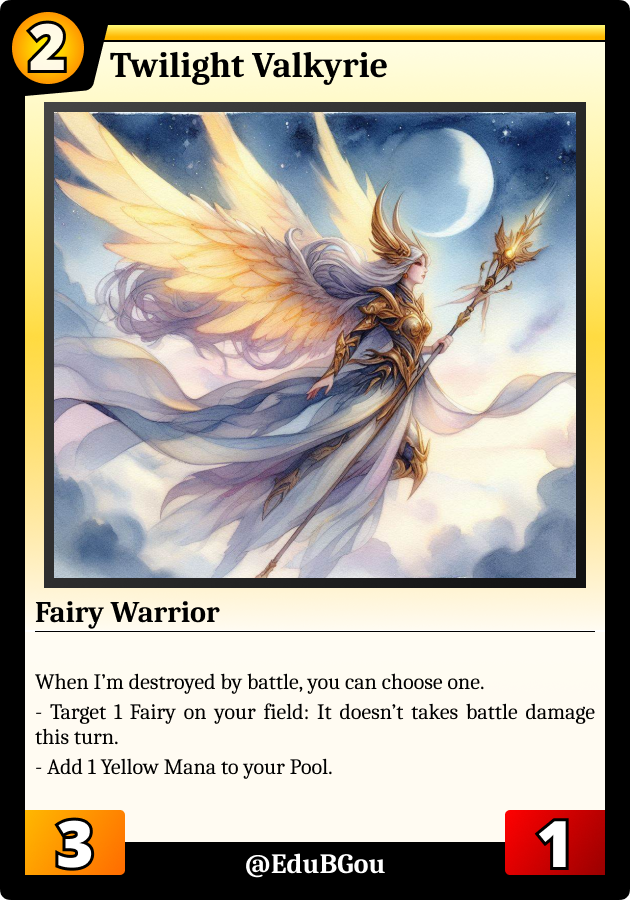 2
Twilight Valkyrie
Fairy Warrior
When I’m destroyed by battle, you can choose one.
- Target 1 Fairy on your field: It doesn’t takes battle damage
this turn.
- Add 1 Yellow Mana to your Pool.
3
@EduBGou
1